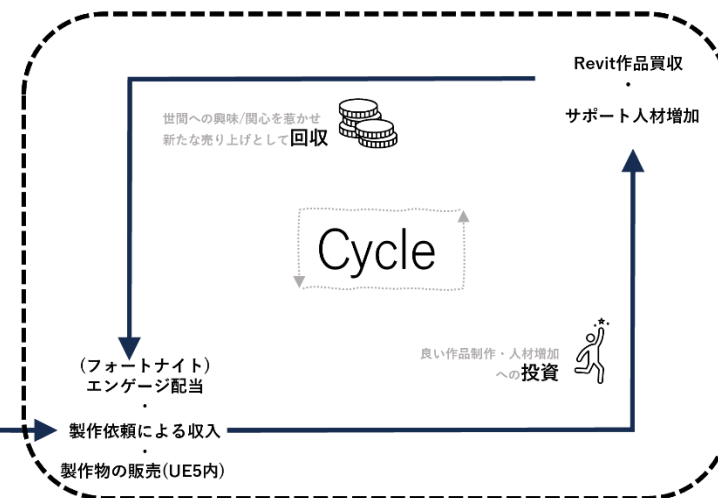 Revit作品買収
・
サポート人材増加
世間への興味/関心を惹かせ
新たな売り上げとして回収
Cycle
良い作品制作・人材増加
への投資
(フォートナイト)
エンゲージ配当
・
製作依頼による収入
・
製作物の販売(UE5内)